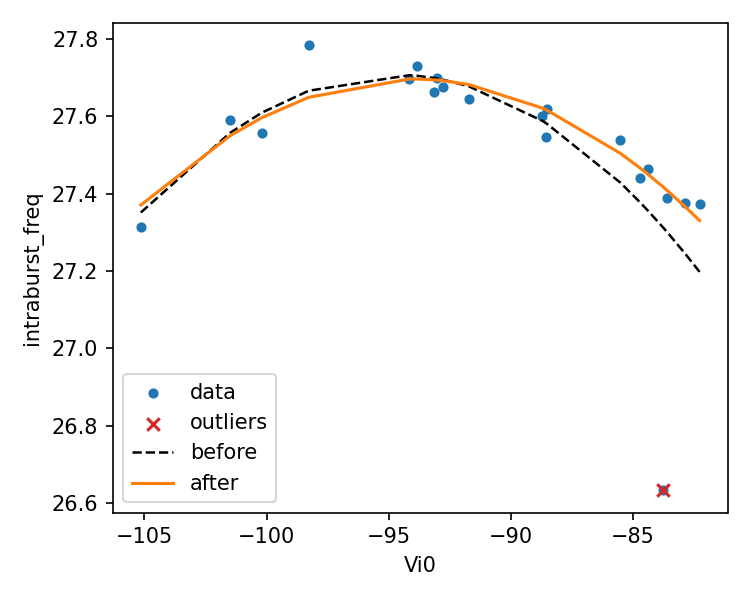 27.8
27.6
27.4
27.2
27.0
26.8
26.6
intraburst_freq
data
outliers
before
after
−105
−100
−95
−90
−85
Vi0